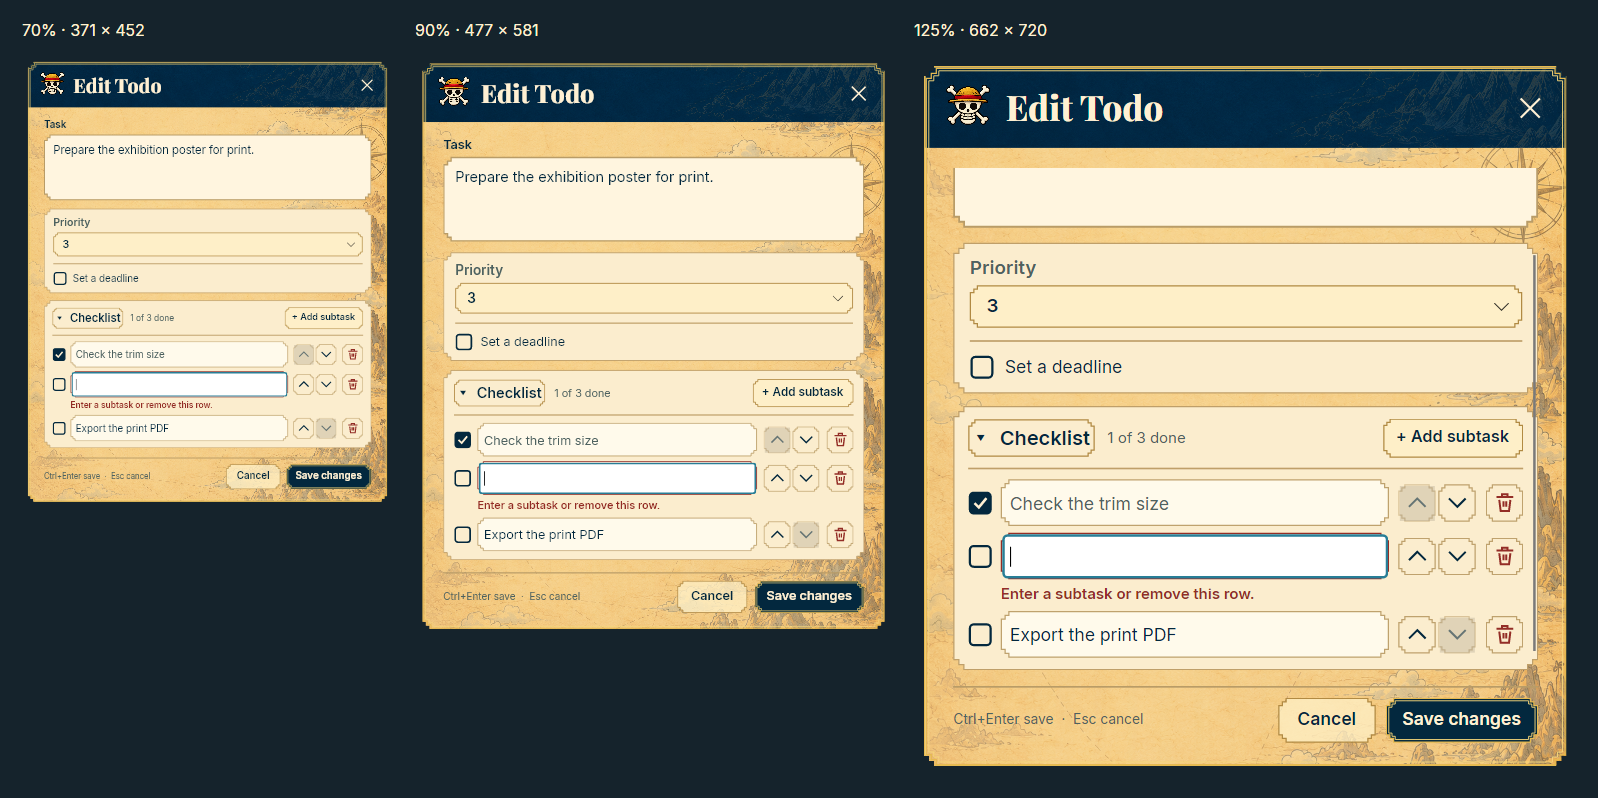 70% · 371 × 452
Edit Todo
Task
Prepare the exhibition poster for print.
Priority
3
Set a deadline
Checklist 1 of 3 done + Add subtask
Check the trim size
Enter a subtask or remove this row.
Export the print PDF
Ctrl+Enter save · Esc cancel Cancel Save changes
90% · 477 × 581
Edit Todo
Task
Prepare the exhibition poster for print.
Priority
3
Set a deadline
Checklist 1 of 3 done + Add subtask
Check the trim size
Enter a subtask or remove this row.
Export the print PDF
Ctrl+Enter save · Esc cancel Cancel Save changes
125% · 662 × 720
Edit Todo
Priority
3
Set a deadline
Checklist 1 of 3 done + Add subtask
Check the trim size
Enter a subtask or remove this row.
Export the print PDF
Ctrl+Enter save · Esc cancel Cancel Save changes